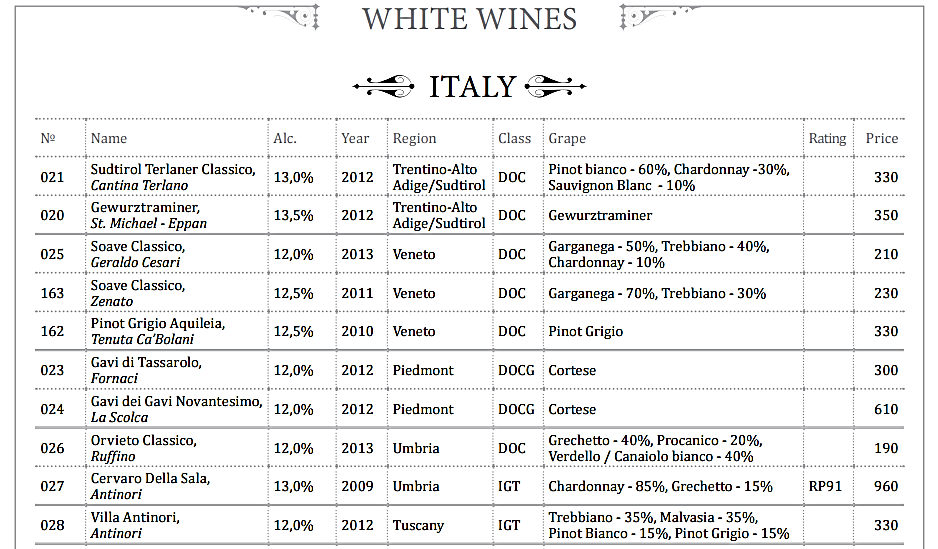 WHITE WINES
ITALY
№ Name Alc. Year Region Class Grape Rating Price
021 Sudtirol Terlaner Classico, Cantina Terlano 13,0% 2012 Trentino-Alto Adige/Sudtirol DOC Pinot bianco - 60%, Chardonnay -30%, Sauvignon Blanc - 10% 330
020 Gewurztraminer, St. Michael - Eppan 13,5% 2012 Trentino-Alto Adige/Sudtirol DOC Gewurztraminer 350
025 Soave Classico, Geraldo Cesari 12,0% 2013 Veneto DOC Garganega - 50%, Trebbiano - 40%, Chardonnay - 10% 210
163 Soave Classico, Zenato 12,5% 2011 Veneto DOC Garganega - 70%, Trebbiano - 30% 230
162 Pinot Grigio Aquileia, Tenuta Ca'Bolani 12,5% 2010 Veneto DOC Pinot Grigio 330
023 Gavi di Tassarolo, Fornaci 12,0% 2012 Piedmont DOCG Cortese 300
024 Gavi dei Gavi Novantesimo, La Scolca 12,0% 2012 Piedmont DOCG Cortese 610
026 Orvieto Classico, Ruffino 12,0% 2013 Umbria DOC Grechetto - 40%, Procanico - 20%, Verdello / Canaiolo bianco - 40% 190
027 Cervaro Della Sala, Antinori 13,0% 2009 Umbria IGT Chardonnay - 85%, Grechetto - 15% RP91 960
028 Villa Antinori, Antinori 12,0% 2012 Tuscany IGT Trebbiano - 35%, Malvasia - 35%, Pinot Bianco - 15%, Pinot Grigio - 15% 330